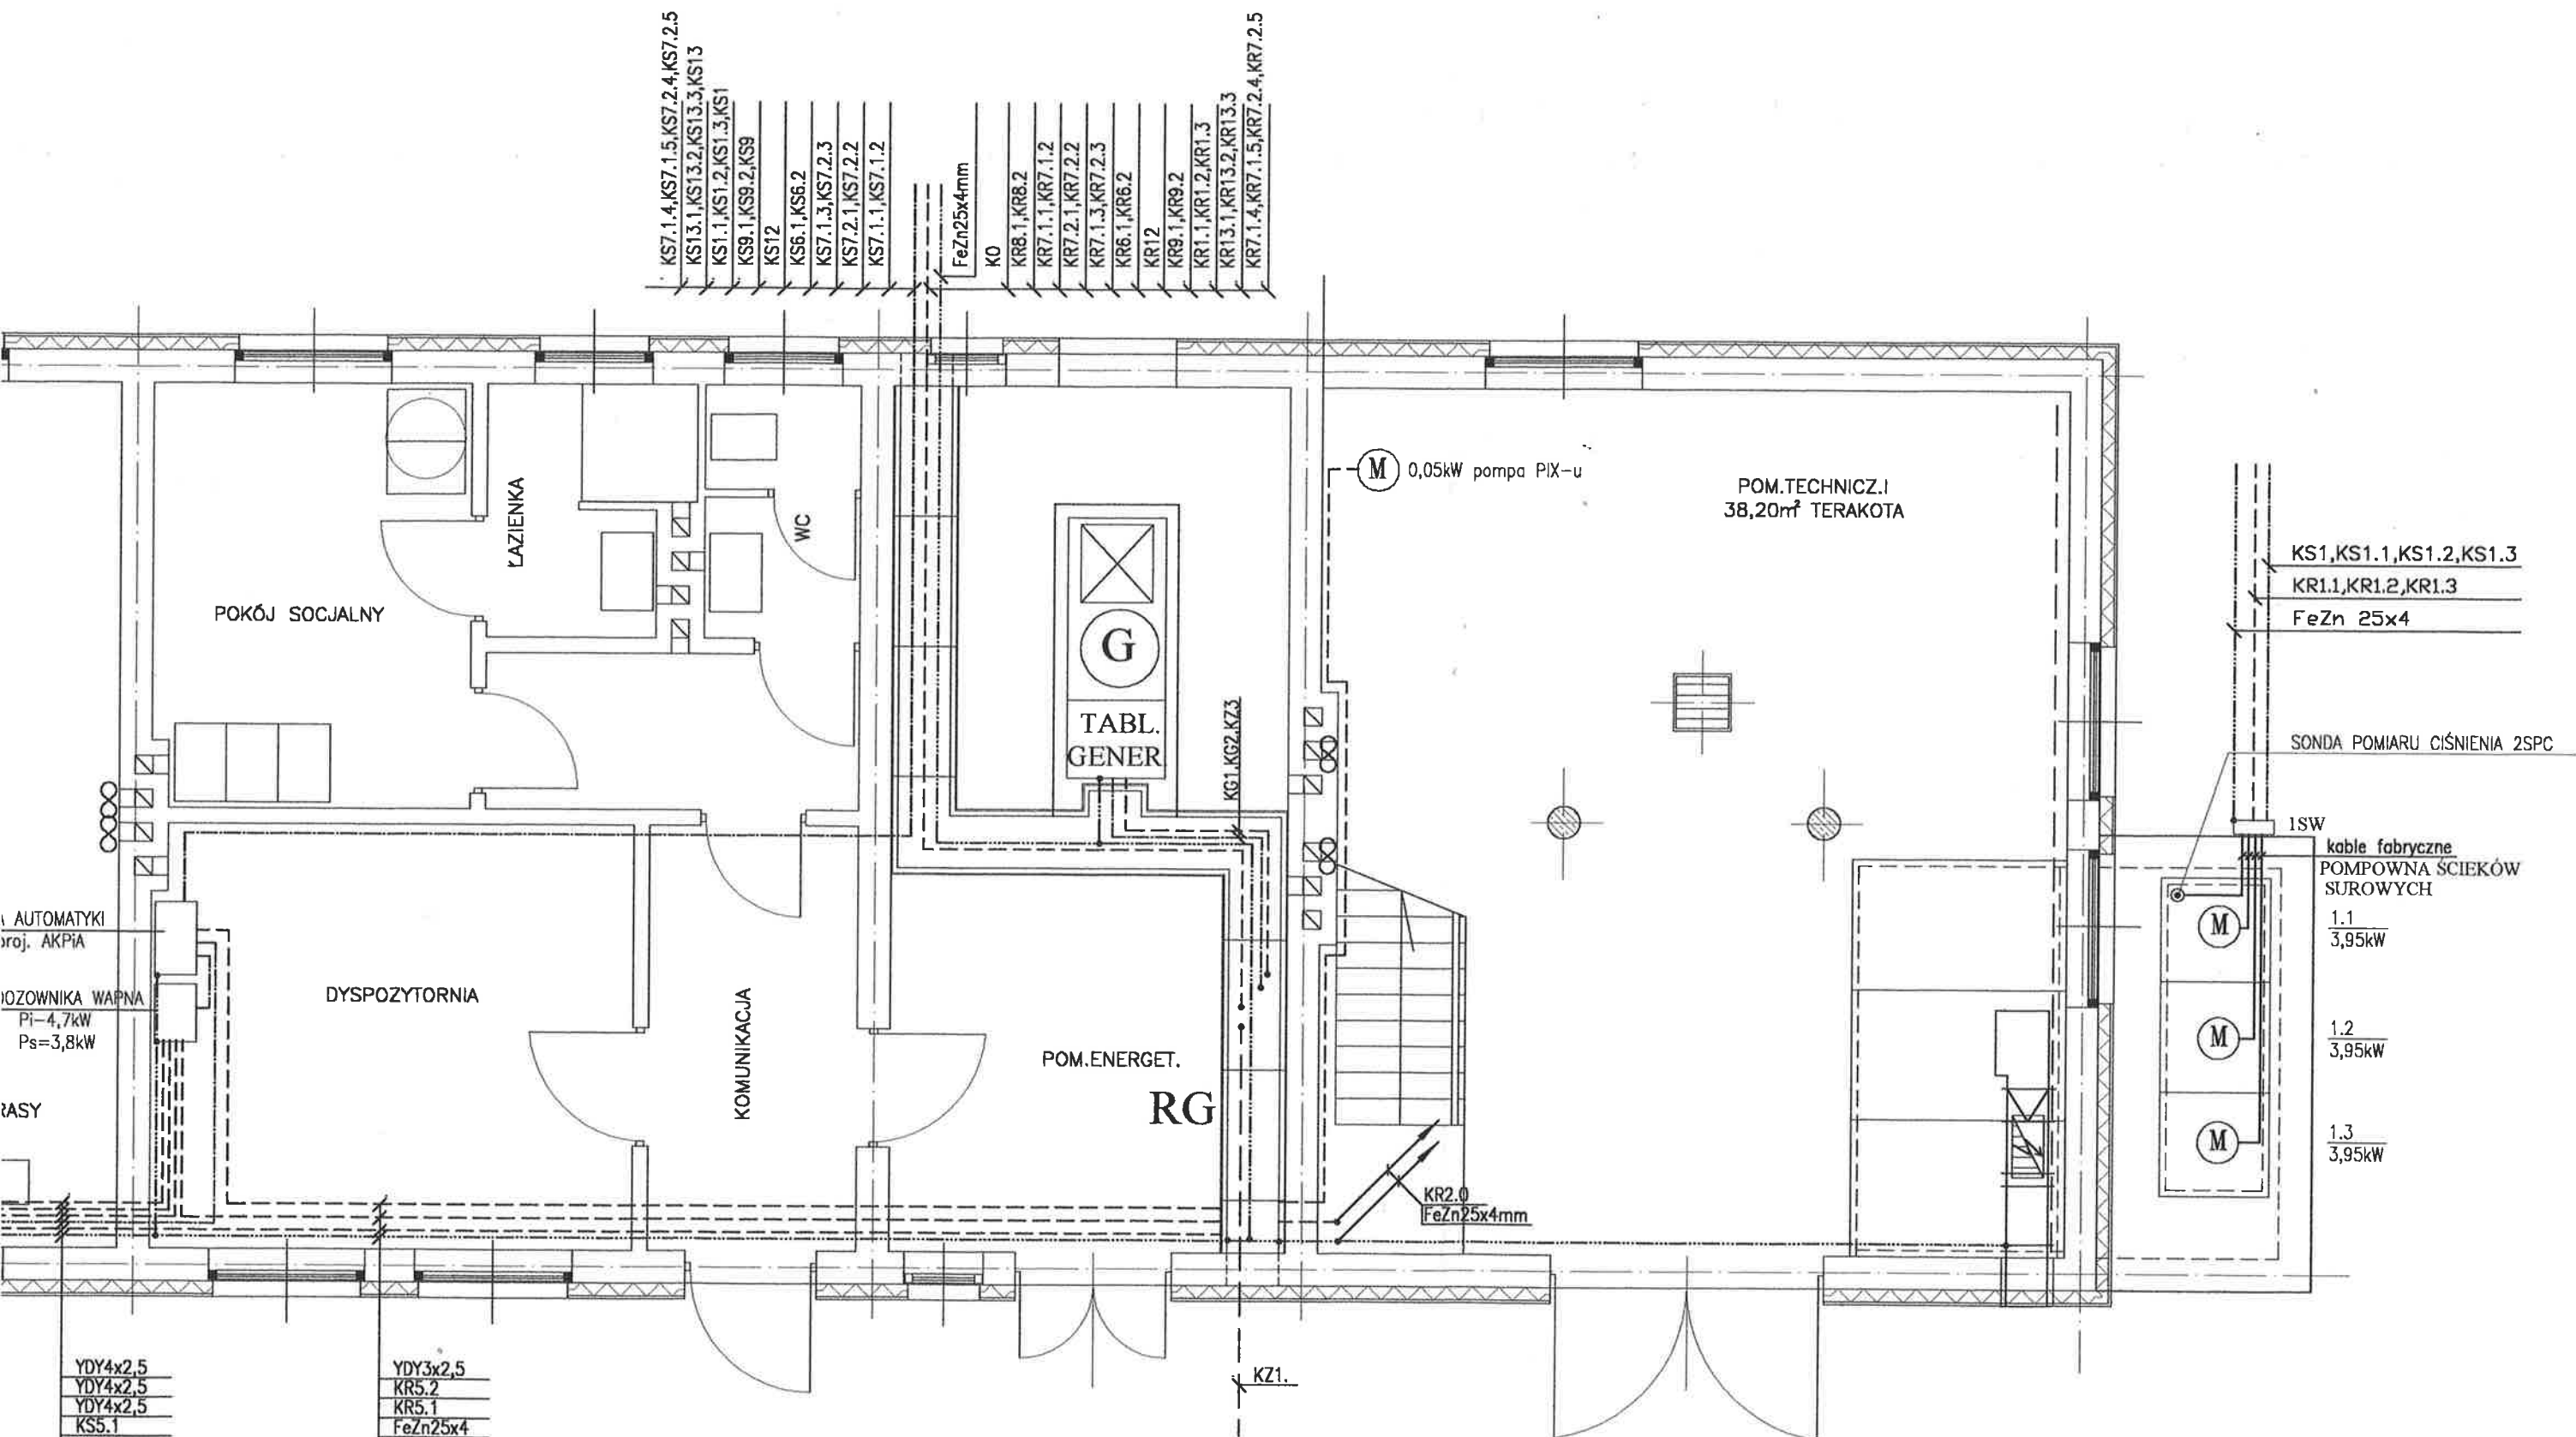 KS7.1.4,KS7.1.5,KS7.2.4,KS7.2.5
KS13.1,KS13.2,KS13.3,KS13
KS1.1,KS1.2,KS1.3,KS1
KS9.1,KS9.2,KS9
KS12
KS6.1,KS6.2
KS7.1.3,KS7.2.3
KS7.2.1,KS7.2.2
KS7.1.1,KS7.1.2
FeZn25x4mm
KO
KR8.1,KR8.2
KR7.1.1,KR7.1.2
KR7.2.1,KR7.2.2
KR7.1.3,KR7.2.3
KR6.1,KR6.2
KR12
KR9.1,KR9.2
KR1.1,KR1.2,KR1.3
KR13.1,KR13.2,KR13.3
KR7.1.4,KR7.1.5,KR7.2.4,KR7.2.5
M 0,05kW pompa PIX-u
POM.TECHNICZ.I
38,20m² TERAKOTA
ŁAZIENKA
WC
POKÓJ SOCJALNY
G
TABL.
GENER
KG1,KG2,KZ3
KS1,KS1.1,KS1.2,KS1.3
KR1.1,KR1.2,KR1.3
FeZn 25x4
SONDA POMIARU CIŚNIENIA 2SPC
1SW
kable fabryczne
POMPOWNA ŚCIEKÓW
SUROWYCH
M
1.1
3,95kW
M
1.2
3,95kW
M
1.3
3,95kW
AUTOMATYKI
proj. AKPiA
OZOWNIKA WAPNA
Pi-4,7kW
Ps=3,8kW
RASY
DYSPOZYTORNIA
KOMUNIKACJA
POM.ENERGET.
RG
KR2.0
FeZn25x4mm
YDY4x2,5
YDY4x2,5
YDY4x2,5
KS5.1
YDY3x2,5
KR5.2
KR5.1
FeZn25x4
KZ1.